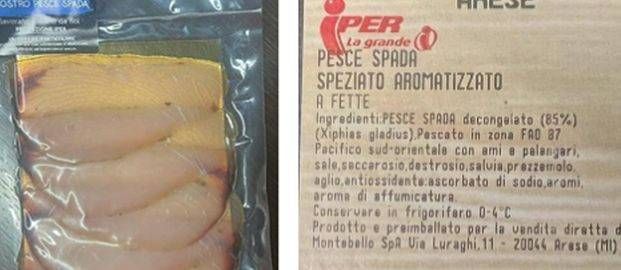 OSTRO PESCE SPADA
ARESE
iPER
La grande i
PESCE SPADA
SPEZIATO AROMATIZZATO
A FETTE
Ingredienti:PESCE SPADA decongelato (85%)
(Xiphias gladius).Pescato in zona FAO 87
Pacifico sud-orientale con ami e palangari,
sale,saccarosio,destrosio,salvia,prezzemolo,
aglio,antiossidente:ascorbato di sodio,aromi,
aroma di affumicatura.
Conservare in frigorifero 0-4°C
Prodotto e preimballato per la vendita diretta d
Montebello SpA Via Luraghi,11 - 20044 Arese (MI)